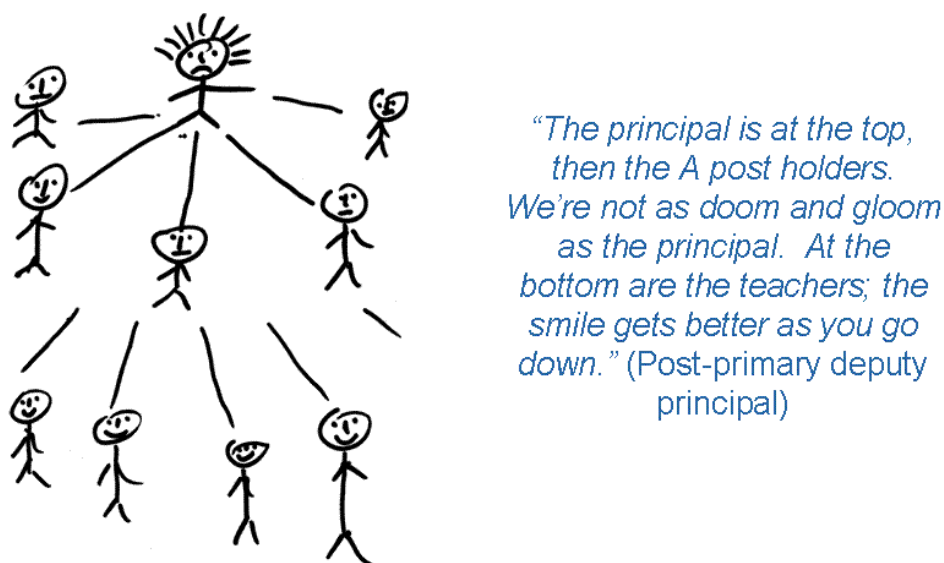 “The principal is at the top,
then the A post holders.
We’re not as doom and gloom
as the principal.  At the
bottom are the teachers; the
smile gets better as you go
down.” (Post-primary deputy
principal)